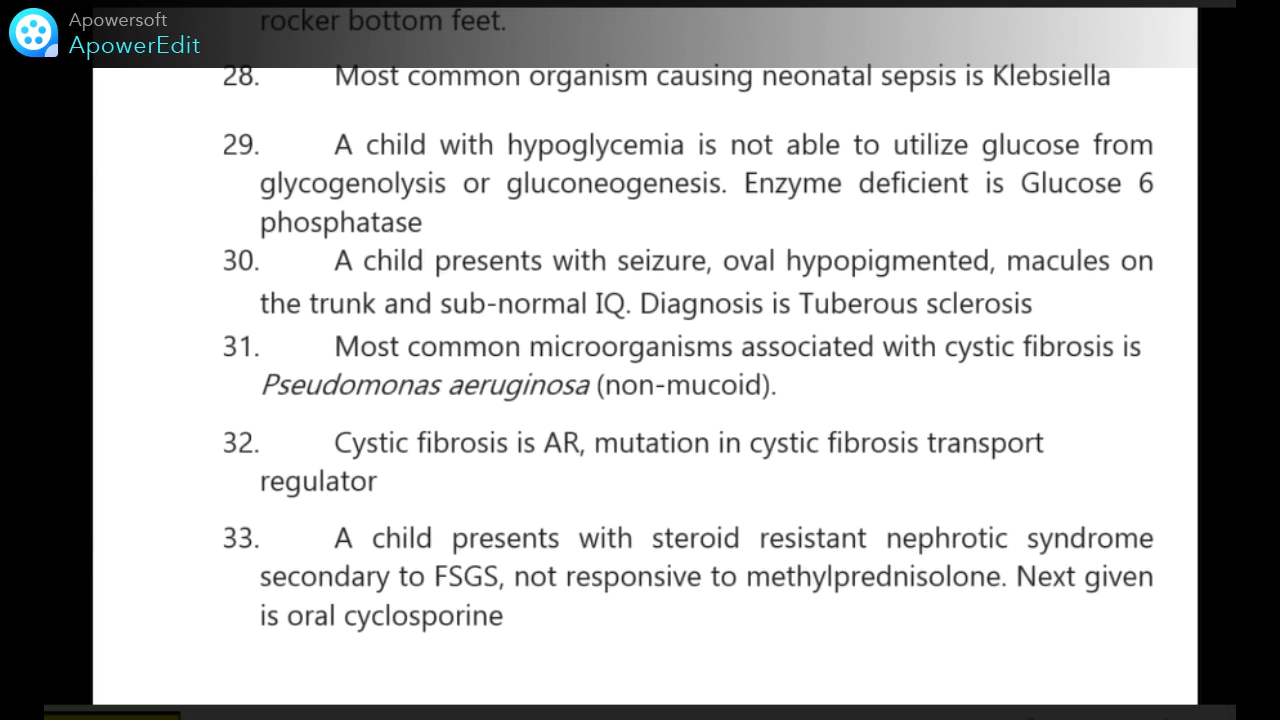 Apowersoft
ApowerEdit
rocker bottom feet.
28. Most common organism causing neonatal sepsis is Klebsiella
29. A child with hypoglycemia is not able to utilize glucose from
glycogenolysis or gluconeogenesis. Enzyme deficient is Glucose 6
phosphatase
30. A child presents with seizure, oval hypopigmented, macules on
the trunk and sub-normal IQ. Diagnosis is Tuberous sclerosis
31. Most common microorganisms associated with cystic fibrosis is
Pseudomonas aeruginosa (non-mucoid).
32. Cystic fibrosis is AR, mutation in cystic fibrosis transport
regulator
33. A child presents with steroid resistant nephrotic syndrome
secondary to FSGS, not responsive to methylprednisolone. Next given
is oral cyclosporine